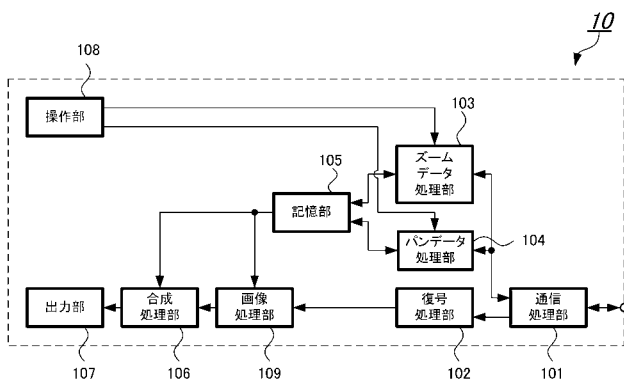 10
108
操作部
103
ズーム
データ
処理部
105
記憶部
パンデータ
処理部
104
出力部
合成
処理部
画像
処理部
復号
処理部
通信
処理部
107
106
109
102
101